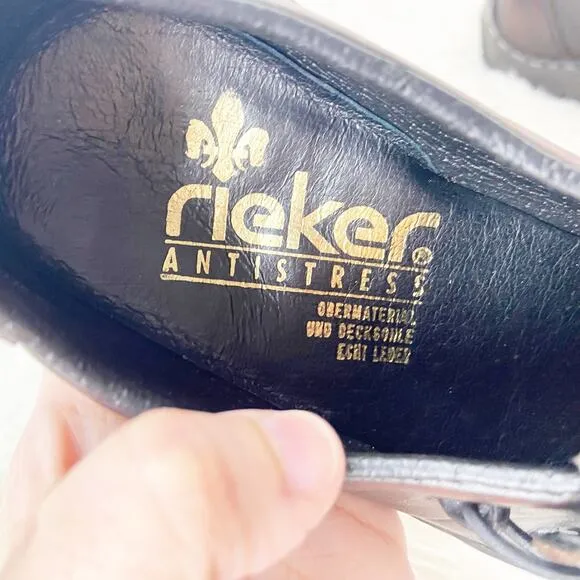 rieker®
ANTISTRESS
OBERMATERIAL
UND DECKSOHLE
ECHT LEDER